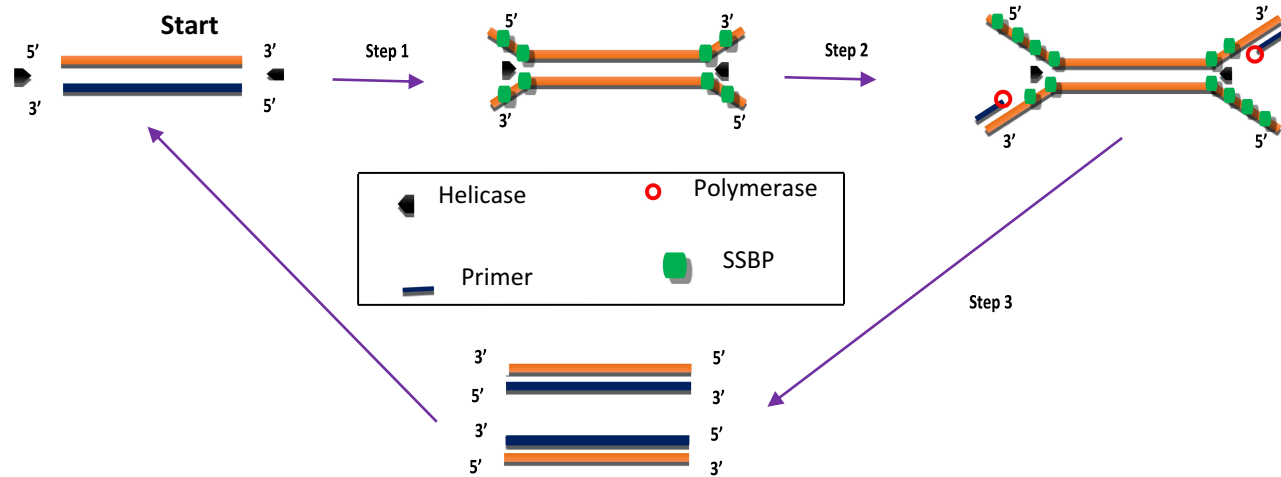 Start
5’
3’
3’
5’
Step 1
5’
3’
3’
5’
Step 2
5’
3’
3’
5’
Helicase
Polymerase
Primer
SSBP
Step 3
3’
5’
5’
3’
3’
5’
5’
3’